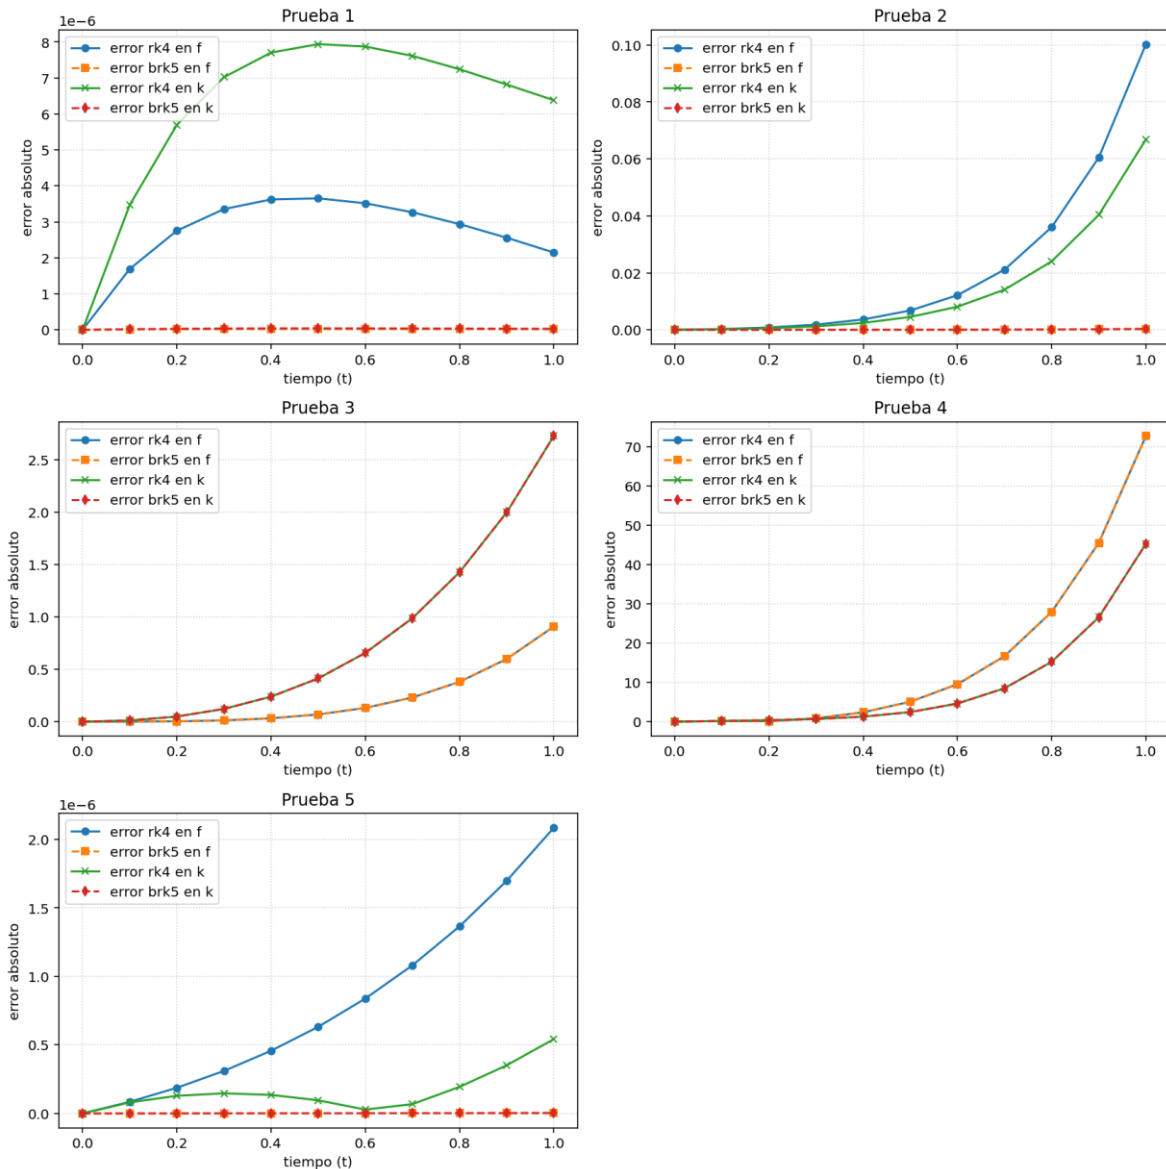 Prueba 1
1e−6
error rk4 en f
error brk5 en f
error rk4 en k
error brk5 en k
error absoluto
8
7
6
5
4
3
2
1
0
0.0 0.2 0.4 0.6 0.8 1.0
tiempo (t)
Prueba 2
error rk4 en f
error brk5 en f
error rk4 en k
error brk5 en k
error absoluto
0.10
0.08
0.06
0.04
0.02
0.00
0.0 0.2 0.4 0.6 0.8 1.0
tiempo (t)
Prueba 3
error rk4 en f
error brk5 en f
error rk4 en k
error brk5 en k
error absoluto
2.5
2.0
1.5
1.0
0.5
0.0
0.0 0.2 0.4 0.6 0.8 1.0
tiempo (t)
Prueba 4
error rk4 en f
error brk5 en f
error rk4 en k
error brk5 en k
error absoluto
70
60
50
40
30
20
10
0
0.0 0.2 0.4 0.6 0.8 1.0
tiempo (t)
Prueba 5
1e−6
error rk4 en f
error brk5 en f
error rk4 en k
error brk5 en k
error absoluto
2.0
1.5
1.0
0.5
0.0
0.0 0.2 0.4 0.6 0.8 1.0
tiempo (t)